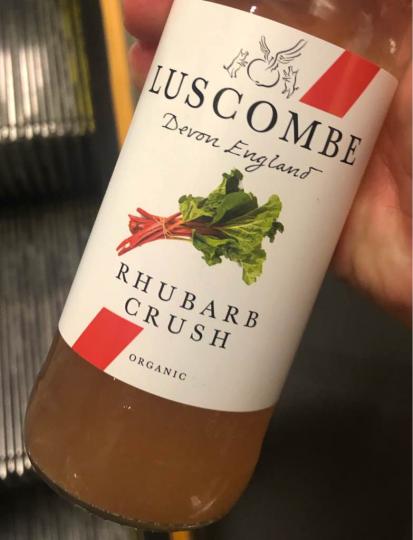 LUSCOMBE
Devon England
RHUBARB
CRUSH
ORGANIC